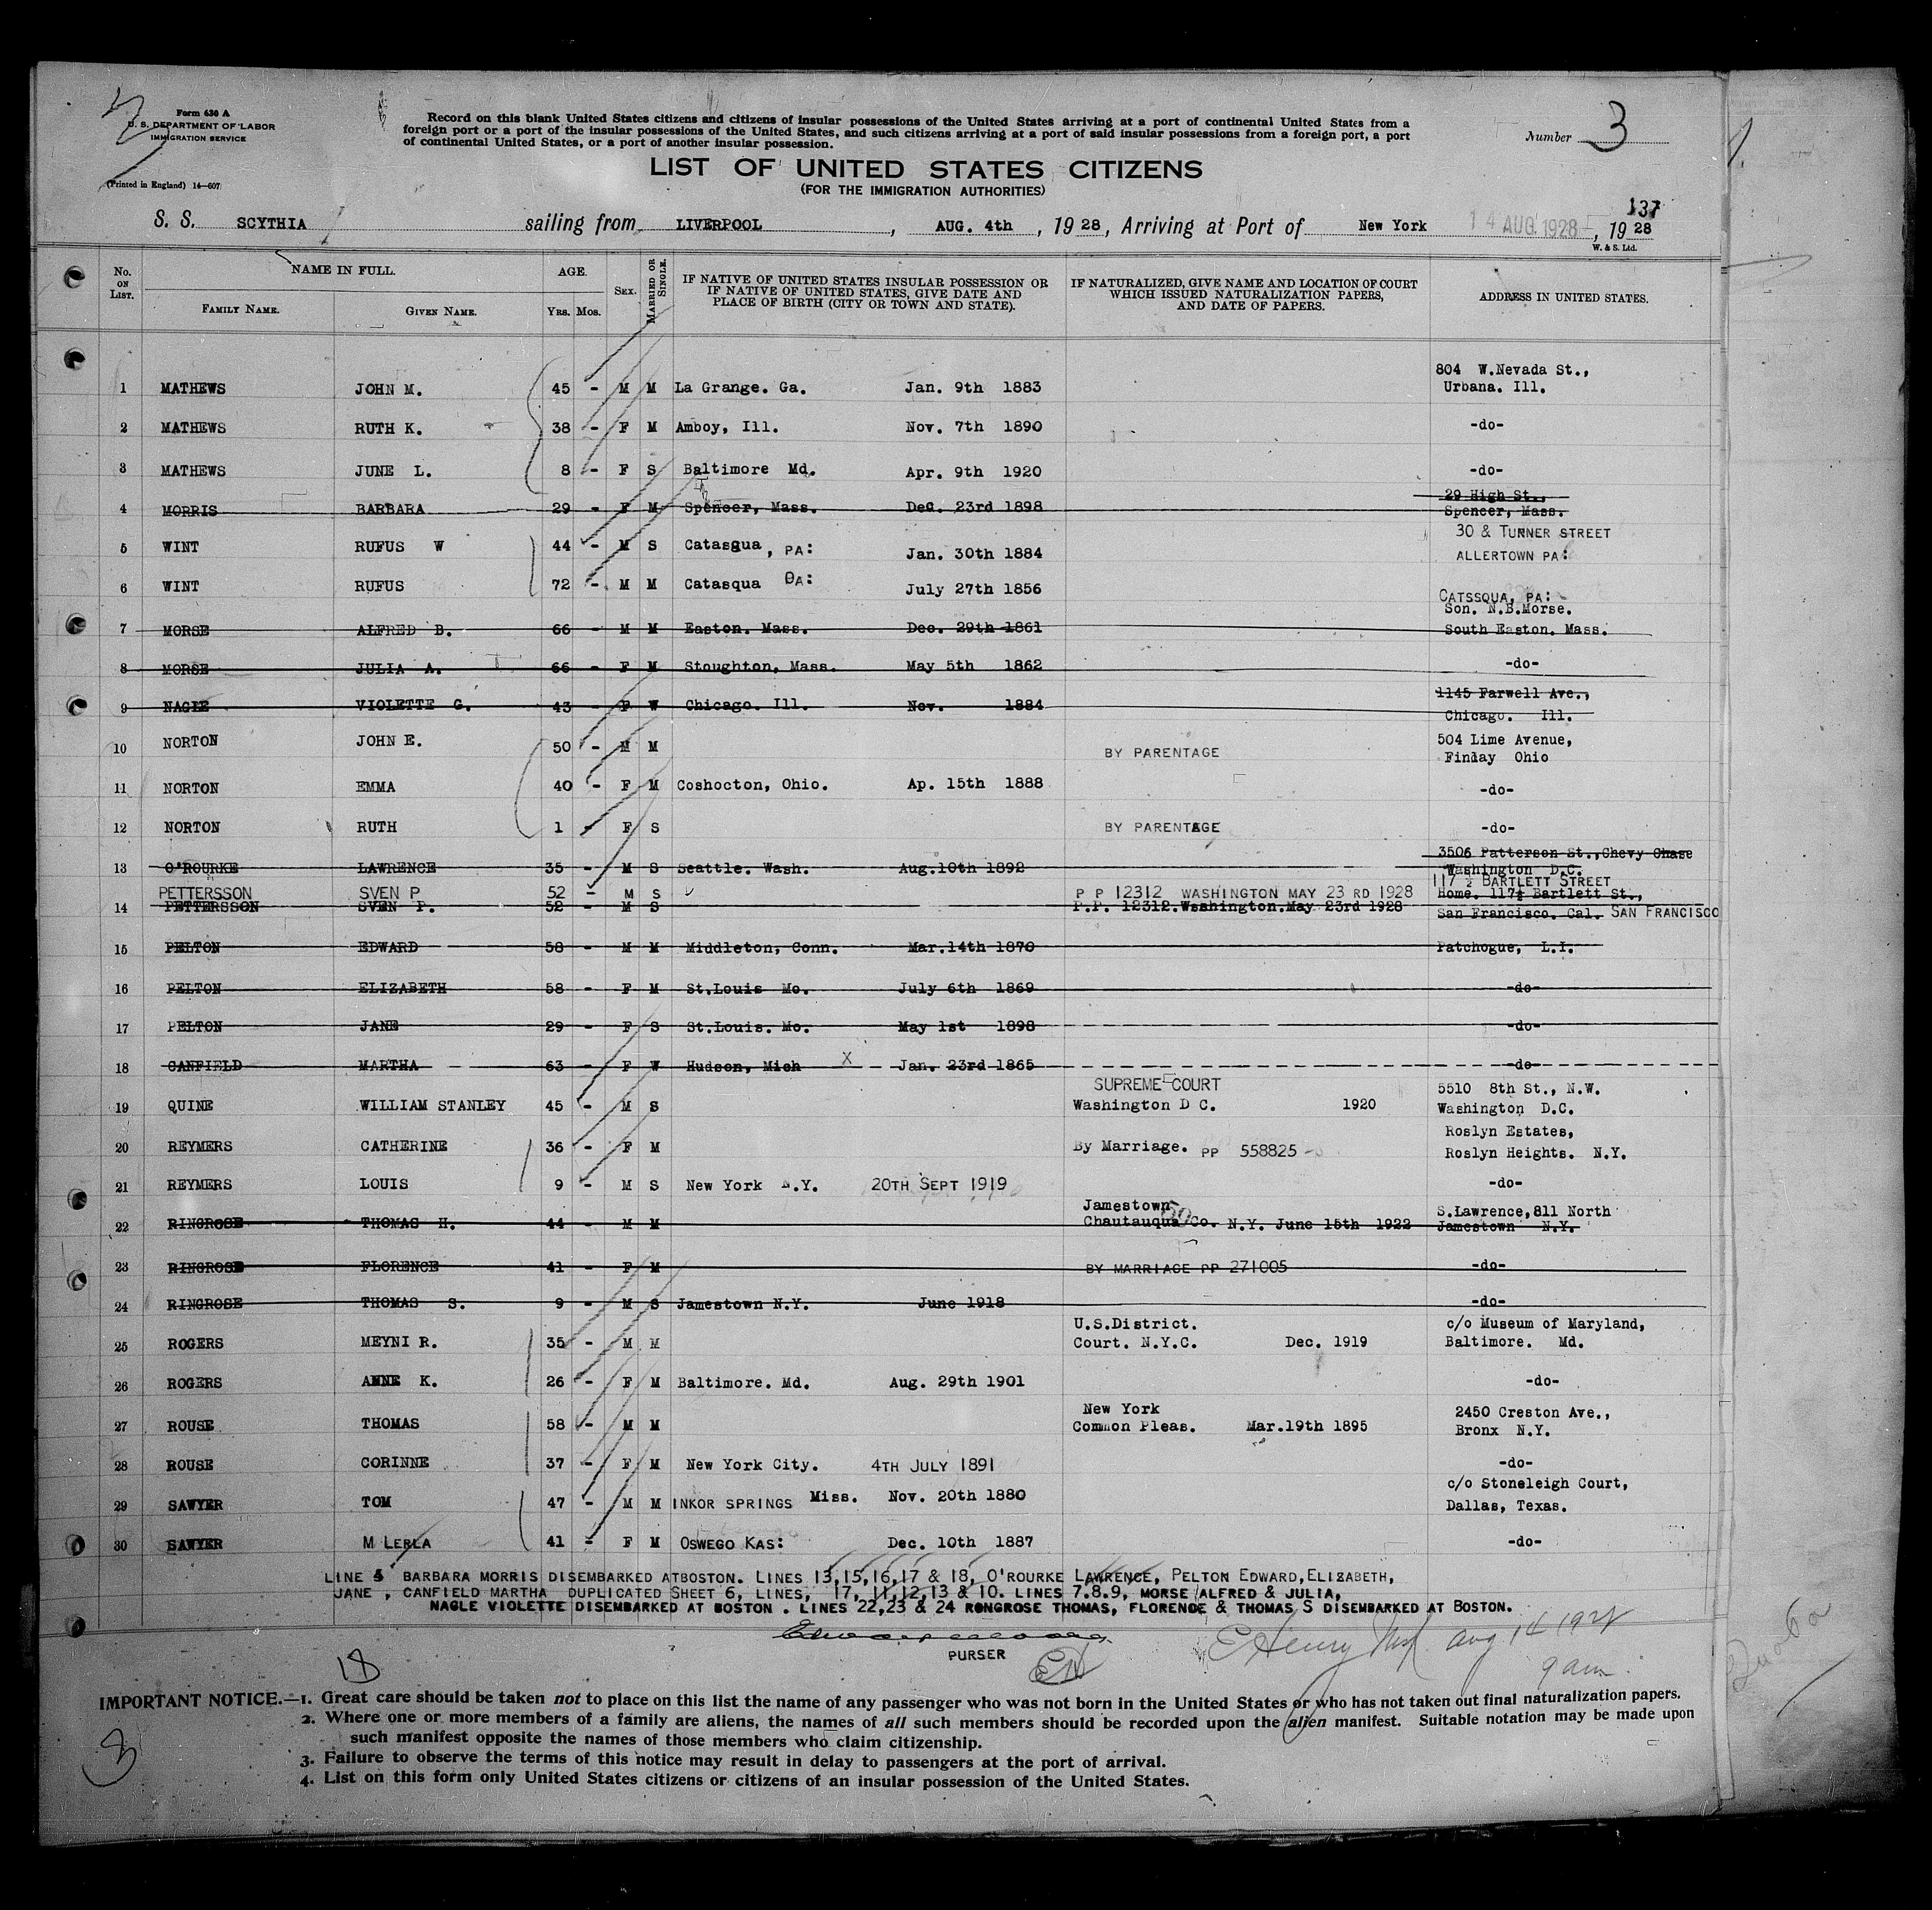 Form 630 A
U. S. DEPARTMENT OF LABOR
IMMIGRATION SERVICE
(Printed in England) 14—607
Record on this blank United States citizens and citizens of insular possessions of the United States arriving at a port of continental United States from a
foreign port or a port of the insular possessions of the United States, and such citizens arriving at a port of said insular possessions from a foreign port, a port
of continental United States, or a port of another insular possession.
Number 3
LIST OF UNITED STATES CITIZENS
(FOR THE IMMIGRATION AUTHORITIES)
137
S. S. SCYTHIA sailing from LIVERPOOL, AUG. 4th, 1928, Arriving at Port of New York 14 AUG 1928, 1928
W. & S. Ltd.
No. ON LIST. NAME IN FULL. AGE. SEX. MARRIED OR SINGLE. IF NATIVE OF UNITED STATES INSULAR POSSESSION OR IF NATIVE OF UNITED STATES, GIVE DATE AND PLACE OF BIRTH (CITY OR TOWN AND STATE). IF NATURALIZED, GIVE NAME AND LOCATION OF COURT WHICH ISSUED NATURALIZATION PAPERS, AND DATE OF PAPERS. ADDRESS IN UNITED STATES.
FAMILY NAME. GIVEN NAME. Yrs. Mos.
804 W.Nevada St.,
1 MATHEWS JOHN M. 45 - M M La Grange. Ga. Jan. 9th 1883 Urbana. Ill.
2 MATHEWS RUTH K. 38 - F M Amboy, Ill. Nov. 7th 1890 -do-
3 MATHEWS JUNE L. 8 - F S Baltimore Md. Apr. 9th 1920 -do-
29 High St.,
4 MORRIS BARBARA 29 - F M Spencer, Mass. Dec. 23rd 1898 Spencer, Mass.
30 & TURNER STREET
5 WINT RUFUS W 44 - M S Catasqua, PA: Jan. 30th 1884 ALLERTOWN PA:
6 WINT RUFUS 72 - M M Catasqua PA: July 27th 1856 CATSSQUA, PA:
Son. N.B.Morse.
7 MORSE ALFRED B. 66 - M M Easton. Mass. Dec. 29th 1861 South Easton. Mass.
8 MORSE JULIA A. 66 - F M Stoughton, Mass. May 5th 1862 -do-
1145 Farwell Ave.,
9 NAGLE VIOLETTE G. 43 - F W Chicago. Ill. Nov. 1884 Chicago. Ill.
504 Lime Avenue,
10 NORTON JOHN E. 50 - M M BY PARENTAGE Finday Ohio
11 NORTON EMMA 40 - F M Coshocton, Ohio. Ap. 15th 1888 -do-
12 NORTON RUTH 1 - F S BY PARENTAGE -do-
3506 Patterson St.,Chevy Chase
13 O'ROURKE LAWRENCE 35 - M S Seattle. Wash. Aug.10th 1892 Washington D.C.
117 ½ BARTLETT STREET
PETTERSSON SVEN P 52 - M S P P 12312 WASHINGTON MAY 23 RD 1928 Home. 117½ Bartlett St.,
14 PETTERSSON SVEN P. 52 - M S P.P. 12312.Washington.May 23rd 1928 San Francisco. Cal. SAN FRANCISCO
15 PELTON EDWARD 58 - M M Middleton, Conn. Mar.14th 1870 Patchogue, L.I.
16 PELTON ELIZABETH 58 - F M St.Louis Mo. July 6th 1869 -do-
17 PELTON JANE 29 - F S St.Louis. Mo. May 1st 1898 -do-
18 CANFIELD MARTHA 63 - F W Hudson, Mich X Jan. 23rd 1865 -do-
SUPREME COURT 5510 8th St., N.W.
19 QUINE WILLIAM STANLEY 45 - M S Washington D C. 1920 Washington D.C.
Roslyn Estates,
20 REYMERS CATHERINE 36 - F M By Marriage. PP 558825 Roslyn Heights. N.Y.
21 REYMERS LOUIS 9 - M S New York N.Y. 20TH SEPT 1919 -do-
Jamestown S.Lawrence,811 North
22 RINGROSE THOMAS H. 44 - M M Chautauqua Co. N.Y. June 15th 1922 Jamestown N.Y.
23 RINGROSE FLORENCE 41 - F M BY MARRIAGE PP 271005 -do-
24 RINGROSE THOMAS S. 9 - M S Jamestown N.Y. June 1918 -do-
U.S.District. c/o Museum of Maryland,
25 ROGERS MEYNI R. 35 - M M Court. N.Y.C. Dec. 1919 Baltimore. Md.
26 ROGERS ANNE K. 26 - F M Baltimore. Md. Aug. 29th 1901 -do-
New York 2450 Creston Ave.,
27 ROUSE THOMAS 58 - M M Common Pleas. Mar.19th 1895 Bronx N.Y.
28 ROUSE CORINNE 37 - F M New York City. 4TH JULY 1891 -do-
c/o Stoneleigh Court,
29 SAWYER TOM 47 - M M INKOR SPRINGS Miss. Nov. 20th 1880 Dallas, Texas.
30 SAWYER M LERLA 41 - F M OSWEGO KAS: Dec. 10th 1887 -do-
LINE BARBARA MORRIS DISEMBARKED ATBOSTON. LINES 13,15,16,17 & 18, O'ROURKE LAWRENCE, PELTON EDWARD,ELIZABETH,
JANE , CANFIELD MARTHA DUPLICATED SHEET 6, LINES, 17, 11,12,13 & 10. LINES 7.8.9, MORSE ALFRED & JULIA,
NAGLE VIOLETTE DISEMBARKED AT BOSTON . LINES 22,23 & 24 RONGROSE THOMAS, FLORENCE & THOMAS S DISEMBARKED AT BOSTON.
PURSER
E Henry Aug 14 1928
9 am
18
IMPORTANT NOTICE.—1. Great care should be taken not to place on this list the name of any passenger who was not born in the United States or who has not taken out final naturalization papers.
2. Where one or more members of a family are aliens, the names of all such members should be recorded upon the alien manifest. Suitable notation may be made upon
such manifest opposite the names of those members who claim citizenship.
3. Failure to observe the terms of this notice may result in delay to passengers at the port of arrival.
4. List on this form only United States citizens or citizens of an insular possession of the United States.